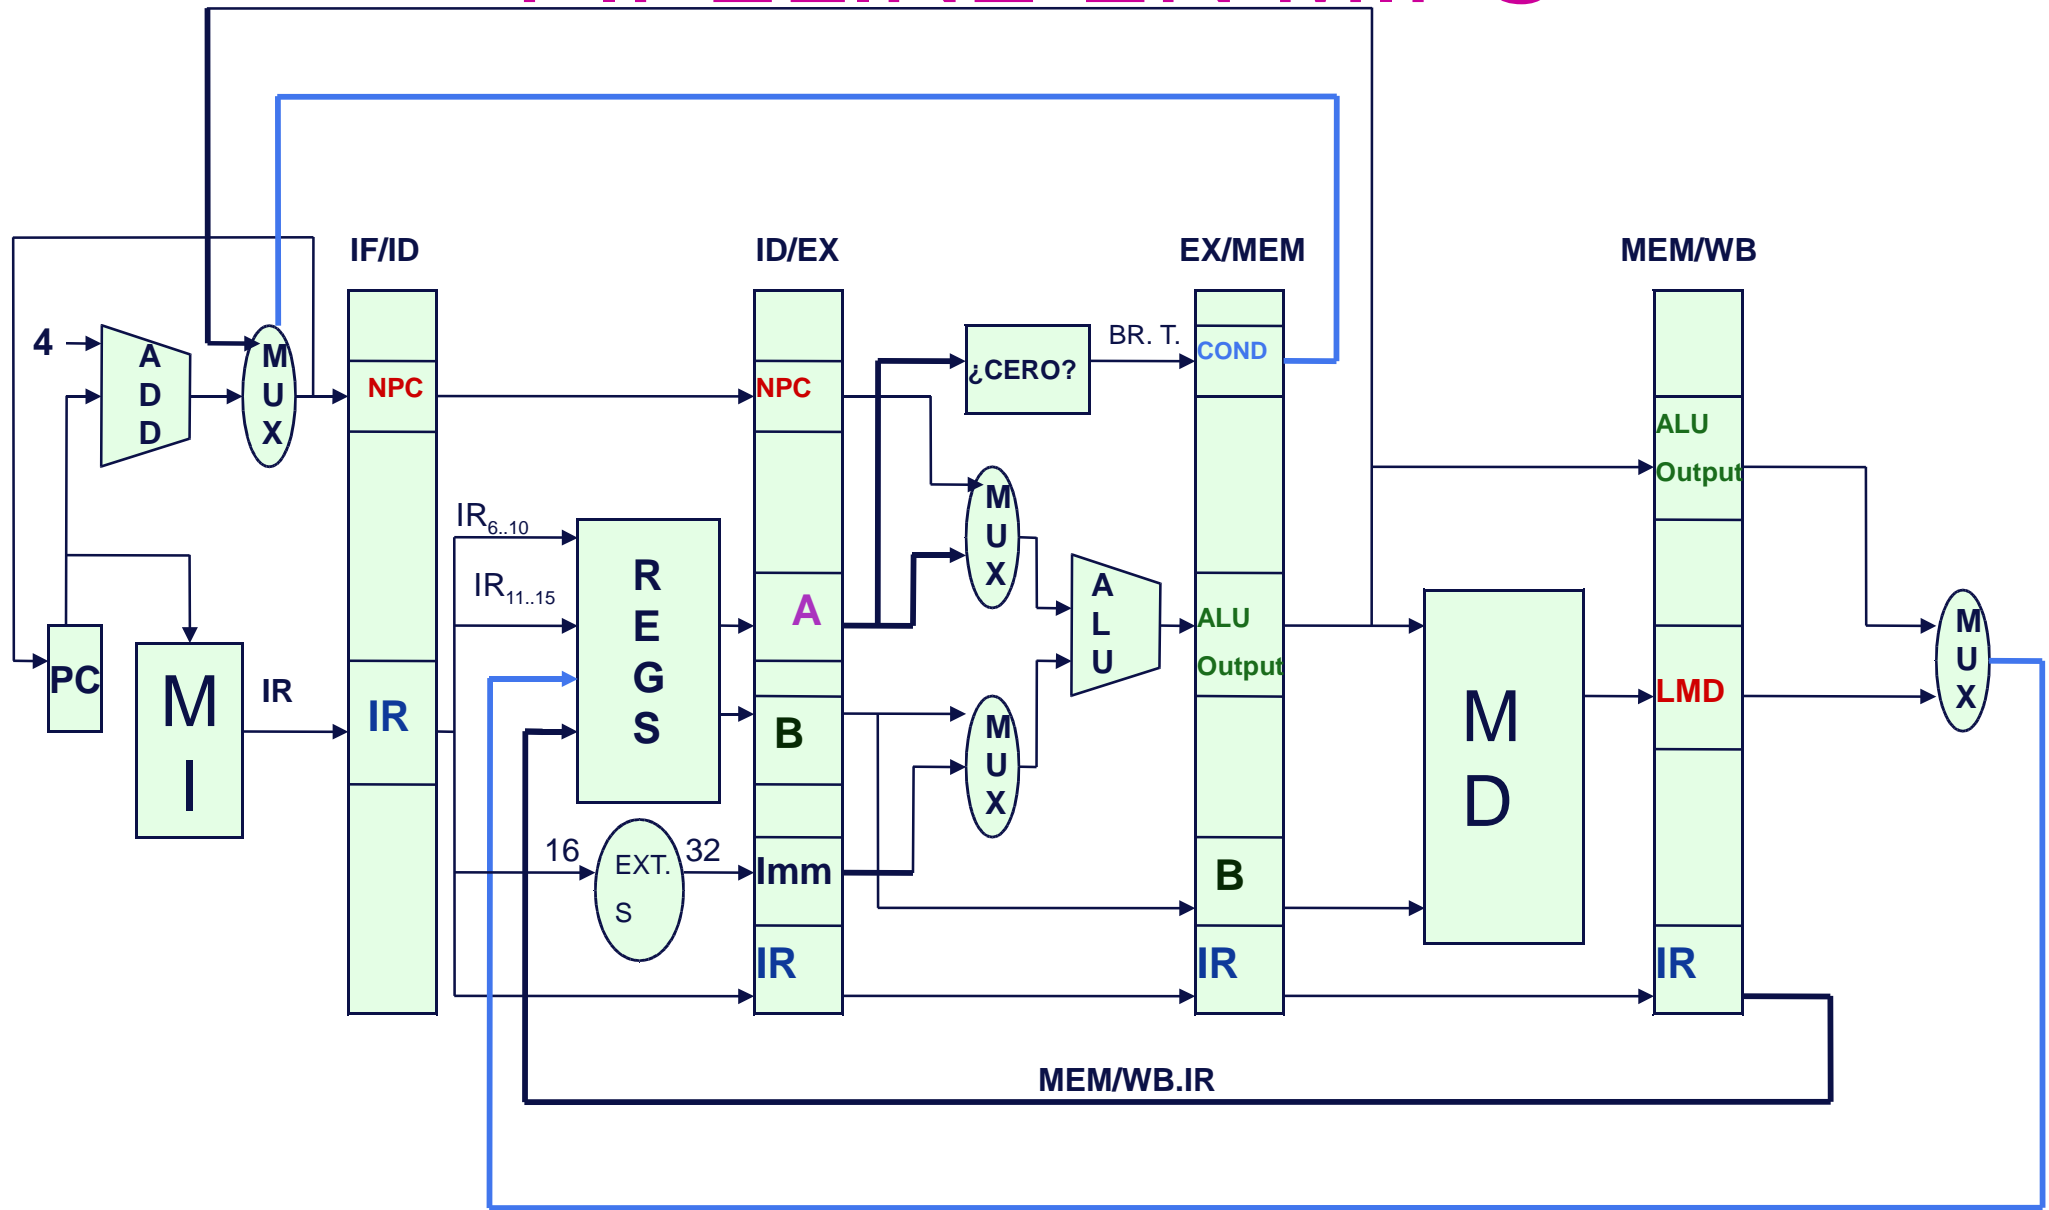 IF/ID
ID/EX
EX/MEM
MEM/WB
4
A
D
D
M
U
X
NPC
NPC
¿CERO?
BR. T.
COND
ALU
Output
IR6..10
IR11..15
R
E
G
S
A
M
U
X
A
L
U
ALU
Output
PC
M
I
IR
IR
B
M
U
X
M
D
LMD
M
U
X
16
EXT.
S
32
Imm
B
IR
IR
IR
MEM/WB.IR